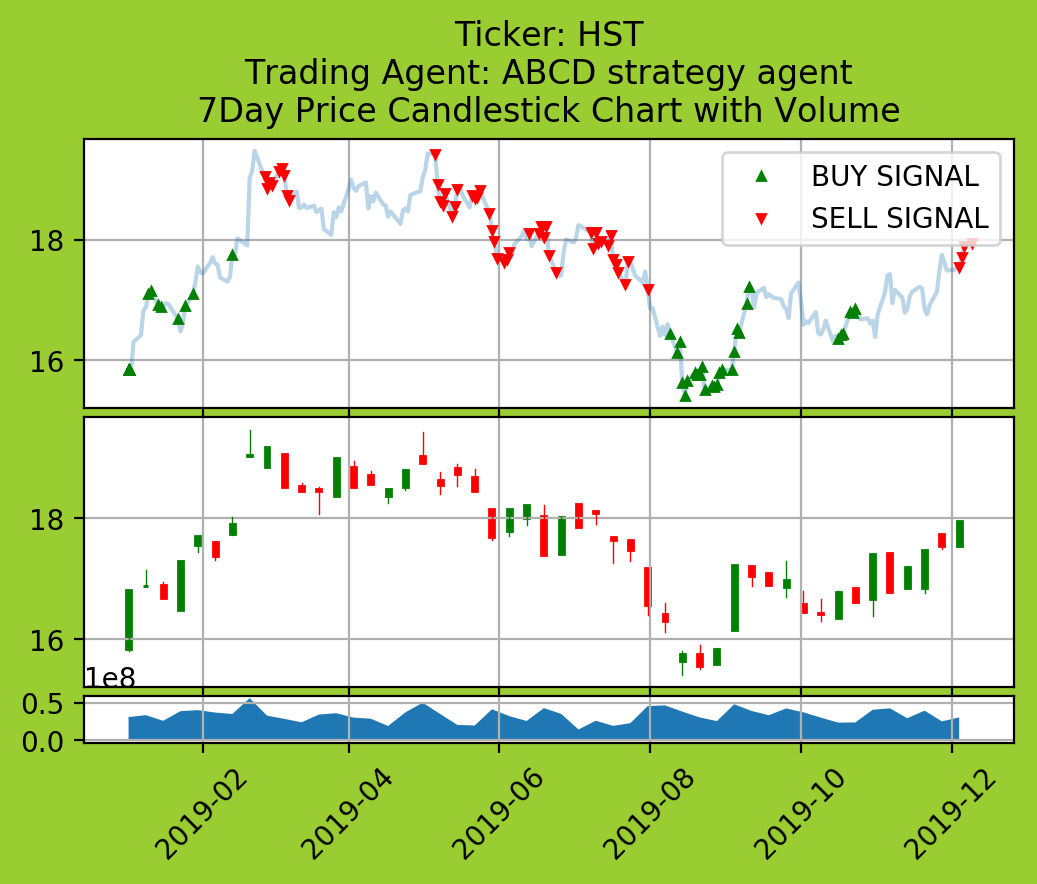 Ticker: HST
Trading Agent: ABCD strategy agent
7Day Price Candlestick Chart with Volume
BUY SIGNAL
SELL SIGNAL
18
16
18
16
1e8
0.5
0.0
2019-02
2019-04
2019-06
2019-08
2019-10
2019-12